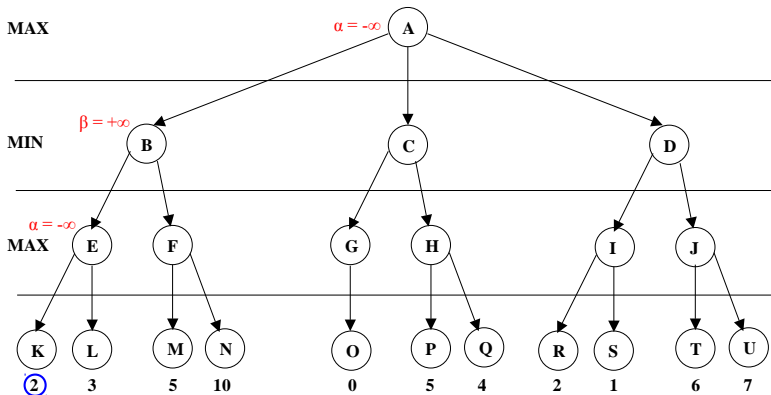 MAX α = -∞ A
β = +∞
MIN B C D
α = -∞
MAX E F G H I J
K L M N O P Q R S T U
2 3 5 10 0 5 4 2 1 6 7